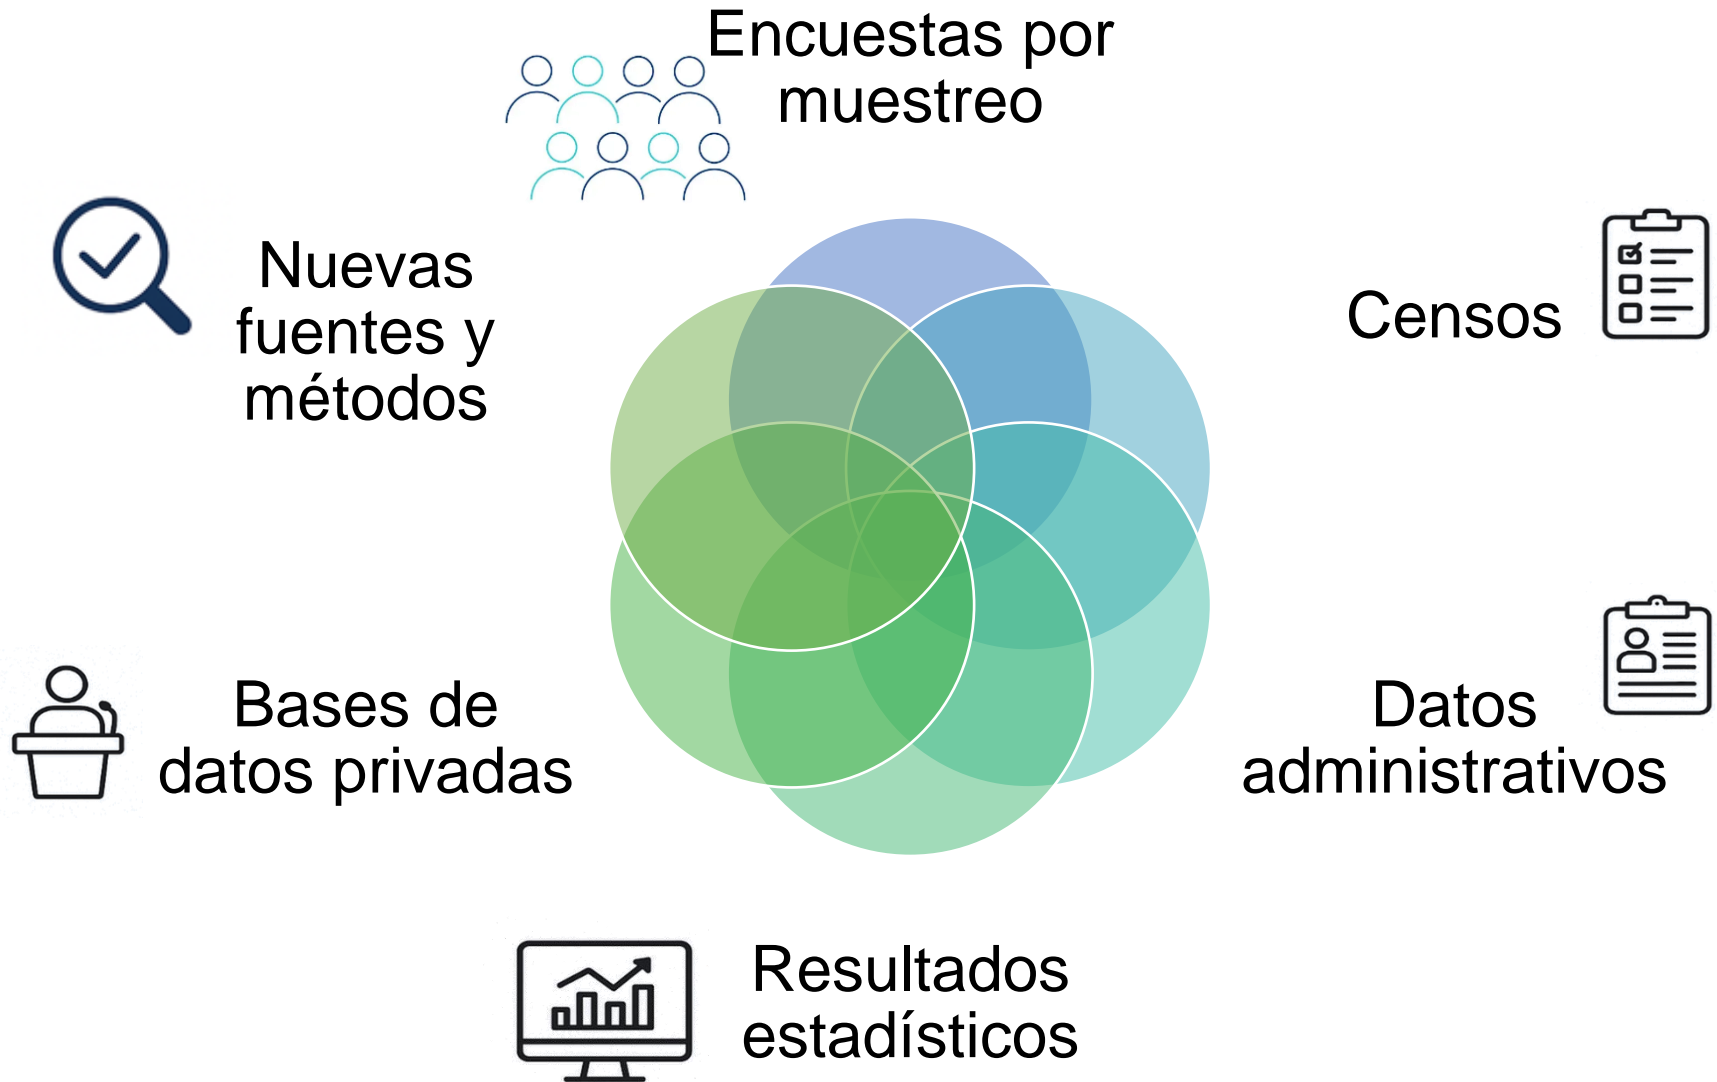 Encuestas por
muestreo
Nuevas
fuentes y
métodos
Censos
Bases de
datos privadas
Datos
administrativos
Resultados
estadísticos